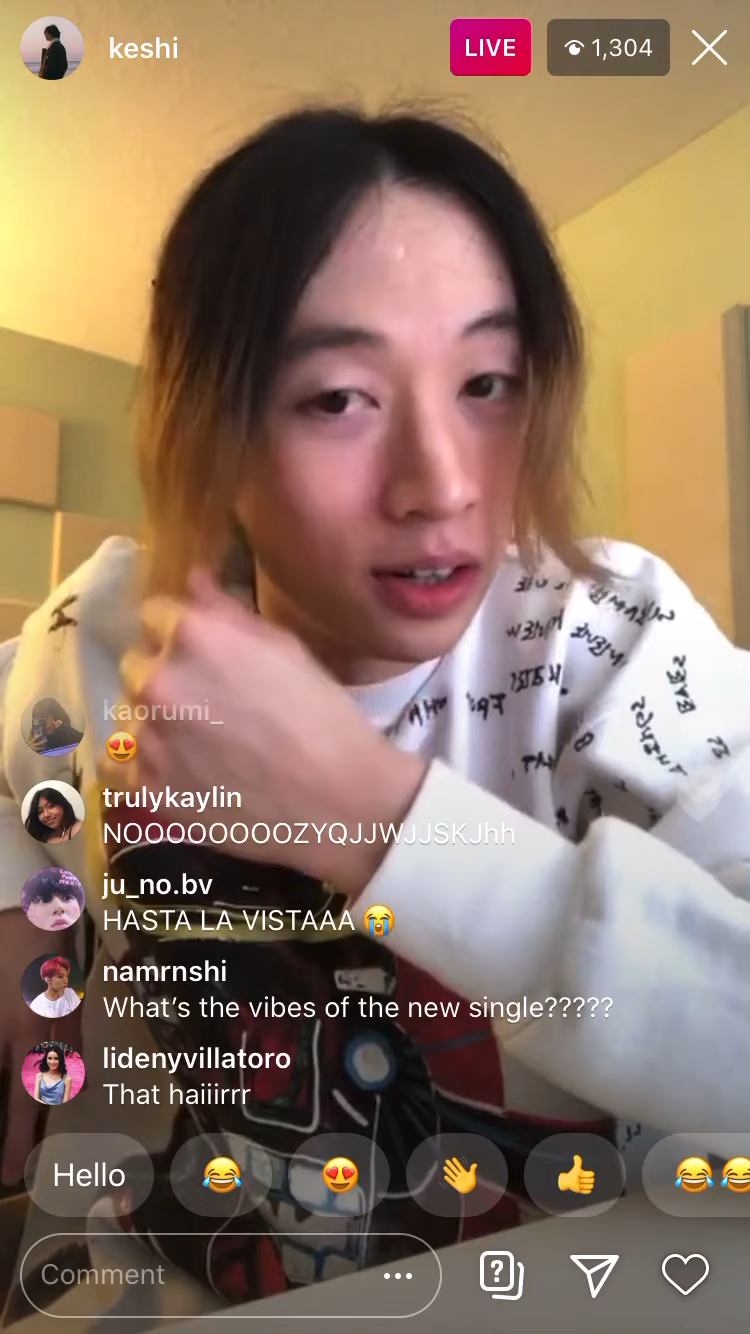 keshi
LIVE
1,304
kaorumi_
😍
trulykaylin
NOOOOOOOOZYQJJWJJSKJhh
ju_no.bv
HASTA LA VISTAAA 😭
namrnshi
What's the vibes of the new single?????
lidenyvillatoro
That haiiirrr
Hello 😂 😍 👋 👍 😂😂
Comment